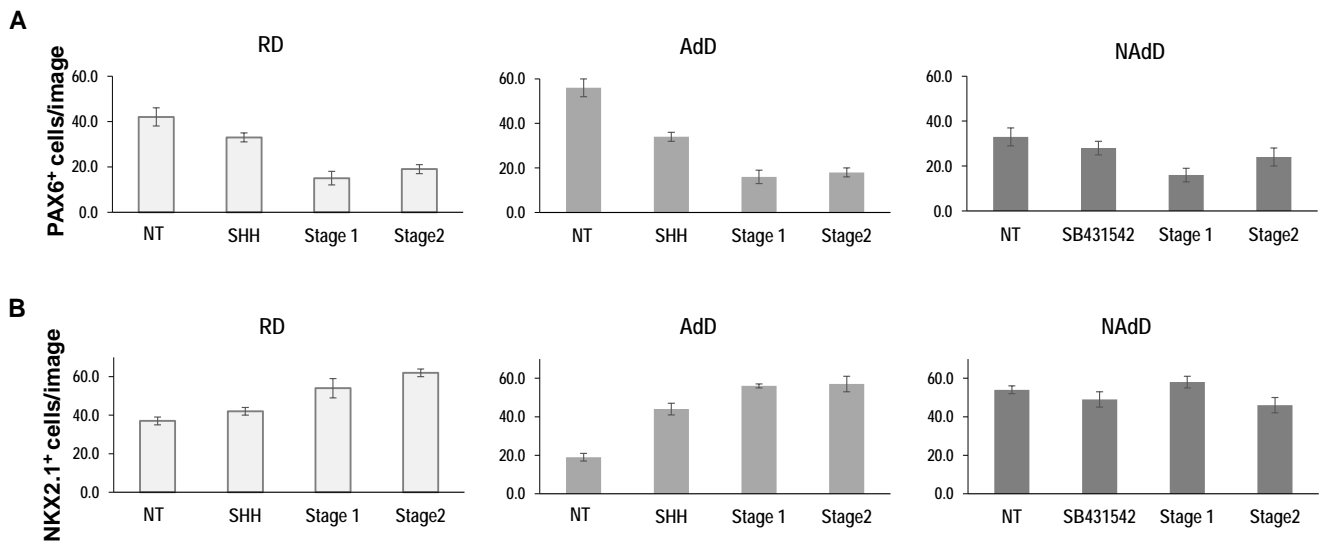 A
PAX6+ cells/image
RD
60.0
40.0
20.0
0.0
NT SHH Stage 1 Stage2
AdD
60.0
40.0
20.0
0.0
NT SHH Stage 1 Stage2
NAdD
60.0
40.0
20.0
0.0
NT SB431542 Stage 1 Stage2
B
NKX2.1+ cells/image
RD
60.0
40.0
20.0
0.0
NT SHH Stage 1 Stage2
AdD
60.0
40.0
20.0
0.0
NT SHH Stage 1 Stage2
NAdD
60.0
40.0
20.0
0.0
NT SB431542 Stage 1 Stage2